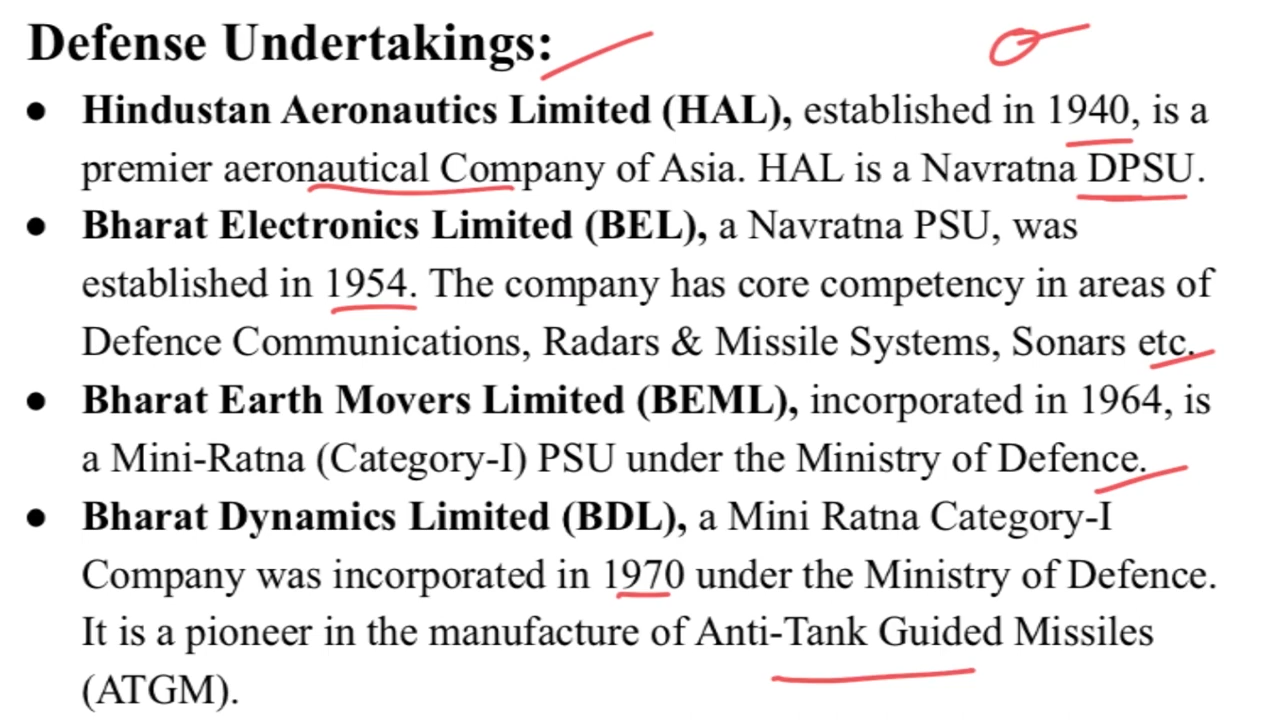 Defense Undertakings:
● Hindustan Aeronautics Limited (HAL), established in 1940, is a
premier aeronautical Company of Asia. HAL is a Navratna DPSU.
● Bharat Electronics Limited (BEL), a Navratna PSU, was
established in 1954. The company has core competency in areas of
Defence Communications, Radars & Missile Systems, Sonars etc.
● Bharat Earth Movers Limited (BEML), incorporated in 1964, is
a Mini-Ratna (Category-I) PSU under the Ministry of Defence.
● Bharat Dynamics Limited (BDL), a Mini Ratna Category-I
Company was incorporated in 1970 under the Ministry of Defence.
It is a pioneer in the manufacture of Anti-Tank Guided Missiles
(ATGM).